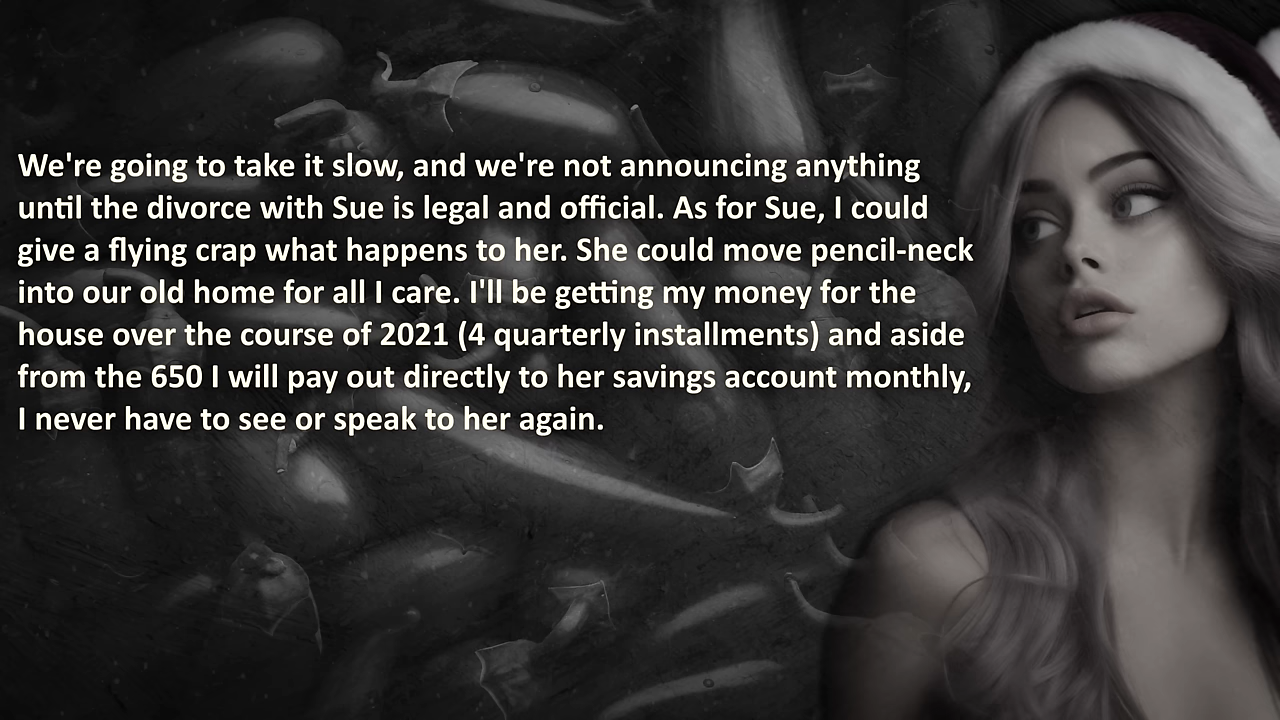 We're going to take it slow, and we're not announcing anything
until the divorce with Sue is legal and official. As for Sue, I could
give a flying crap what happens to her. She could move pencil-neck
into our old home for all I care. I'll be getting my money for the
house over the course of 2021 (4 quarterly installments) and aside
from the 650 I will pay out directly to her savings account monthly,
I never have to see or speak to her again.